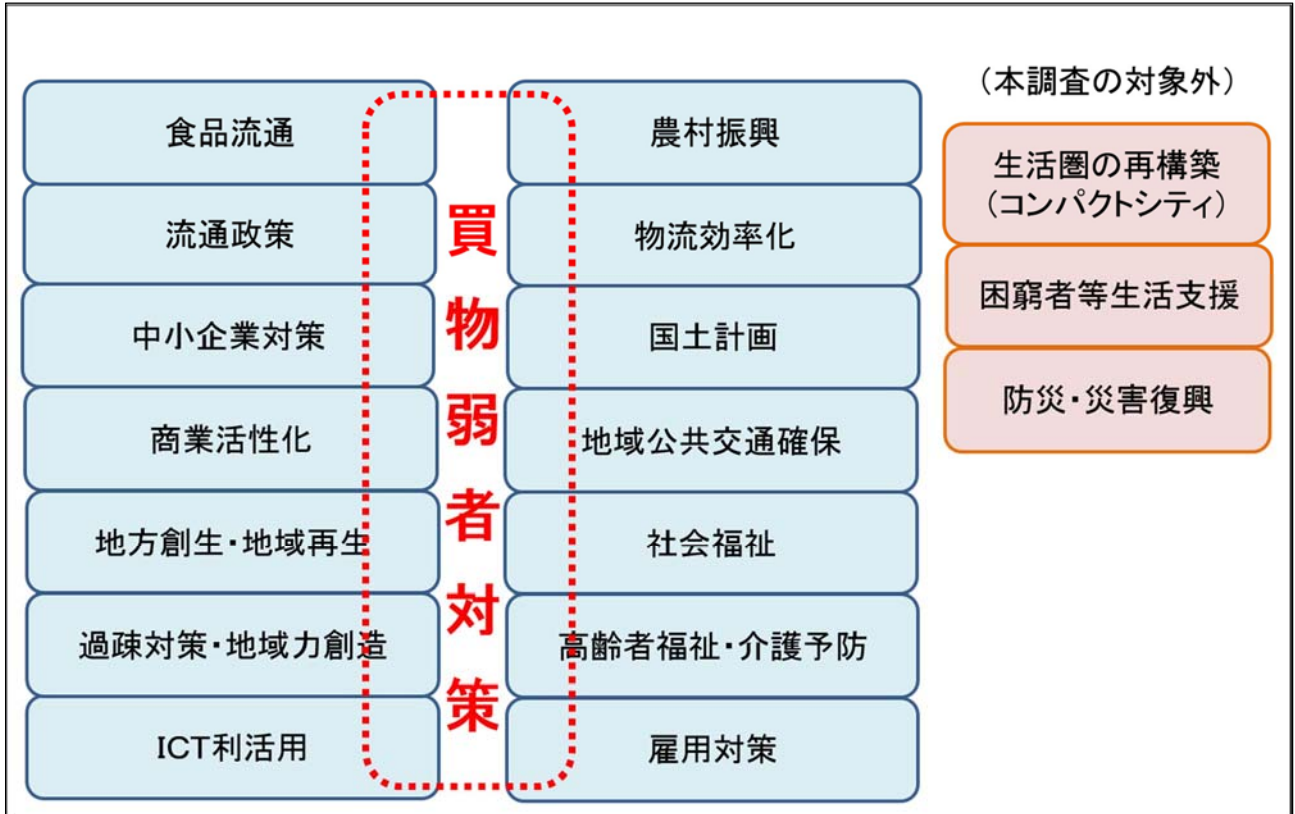 食品流通
流通政策
中小企業対策
商業活性化
地方創生・地域再生
過疎対策・地域力創造
ICT利活用
買物弱者対策
農村振興
物流効率化
国土計画
地域公共交通確保
社会福祉
高齢者福祉・介護予防
雇用対策
（本調査の対象外）
生活圏の再構築
（コンパクトシティ）
困窮者等生活支援
防災・災害復興